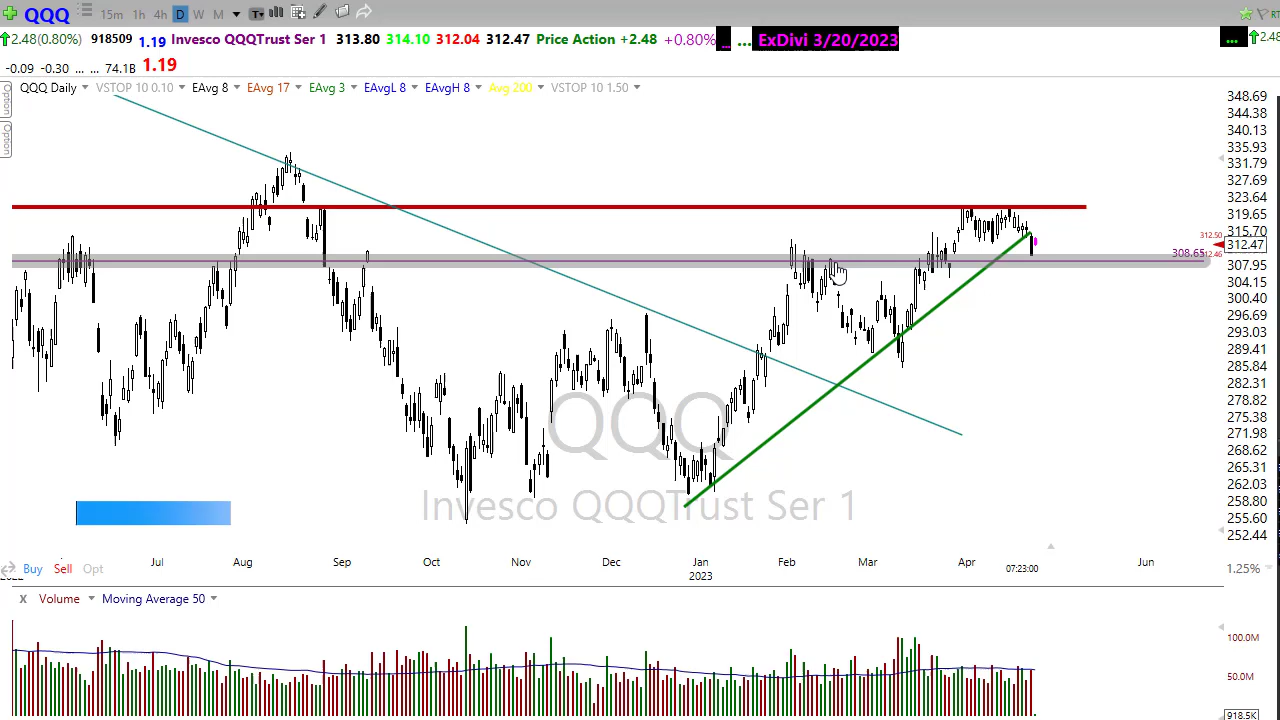 QQQ 15m 1h 4h D W M T
2.48(0.80%) 918509 1.19 Invesco QQQTrust Ser 1 313.80 314.10 312.04 312.47 Price Action +2.48 +0.80% ... ... ExDivi 3/20/2023 ... 2.48
-0.09 -0.30 ... ... 74.1B 1.19
Option
Option
QQQ Daily VSTOP 10 0.10 EAvg 8 EAvg 17 EAvg 3 EAvgL 8 EAvgH 8 Avg 200 VSTOP 10 1.50
348.69
344.38
340.13
335.93
331.79
327.69
323.64
319.65
315.70
312.50
312.47
308.65
12.46
307.95
304.15
300.40
296.69
293.03
289.41
285.84
282.31
278.82
275.38
271.98
268.62
265.31
262.03
258.80
255.60
252.44
QQQ
Invesco QQQTrust Ser 1
Jul Aug Sep Oct Nov Dec Jan Feb Mar Apr 07:23:00 Jun
2023
Buy Sell Opt 1.25%
X Volume Moving Average 50
100.0M
50.0M
918.5K